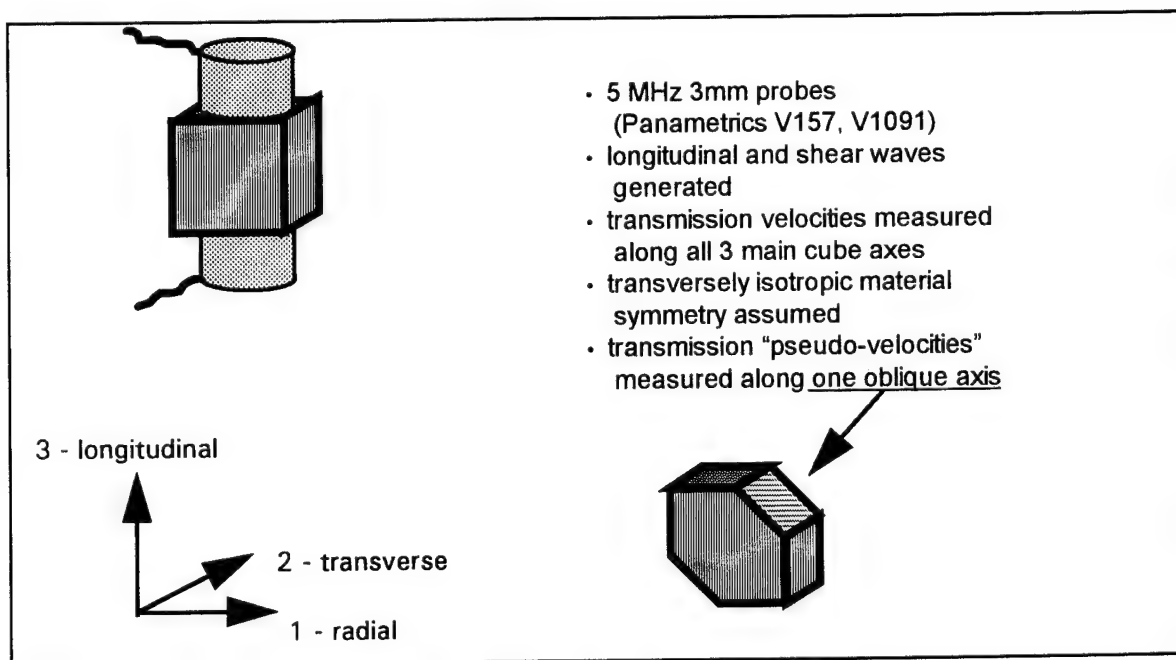 • 5 MHz 3mm probes
(Panametrics V157, V1091)
• longitudinal and shear waves
generated
• transmission velocities measured
along all 3 main cube axes
• transversely isotropic material
symmetry assumed
• transmission “pseudo-velocities”
measured along one oblique axis
3 - longitudinal
2 - transverse
1 - radial